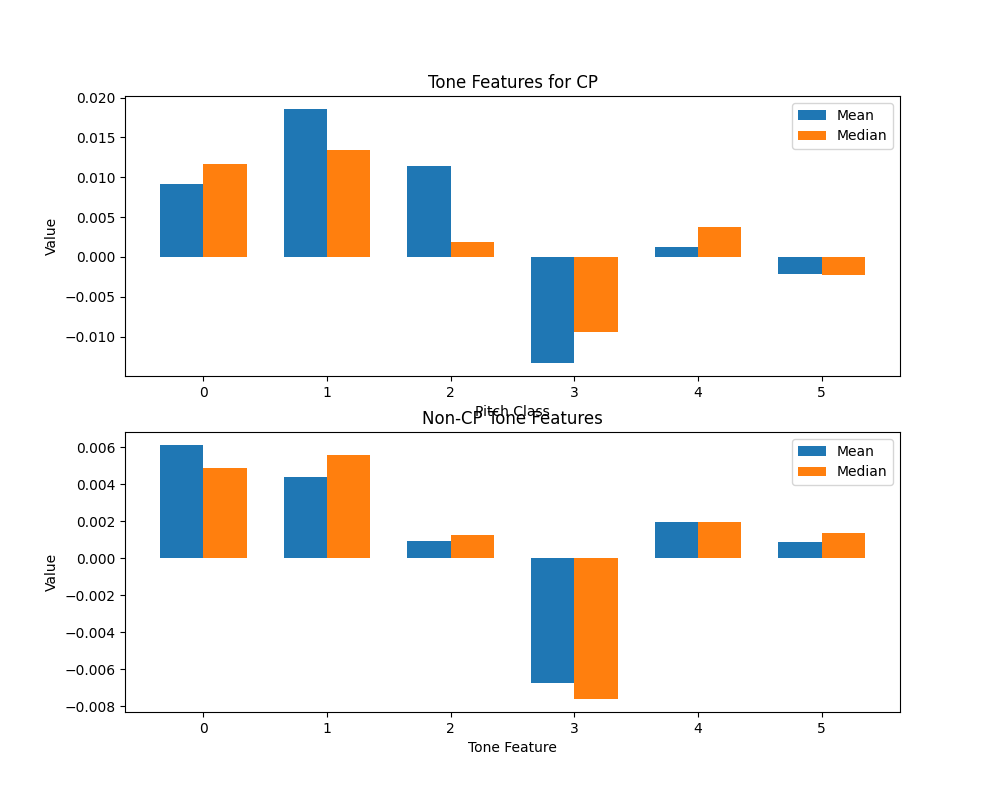 Tone Features for CP
0.020
0.015
0.010
0.005
0.000
−0.005
−0.010
Value
Mean
Median
0 1 2 3 4 5
Pitch Class
Non-CP Tone Features
0.006
0.004
0.002
0.000
−0.002
−0.004
−0.006
−0.008
Value
Mean
Median
0 1 2 3 4 5
Tone Feature